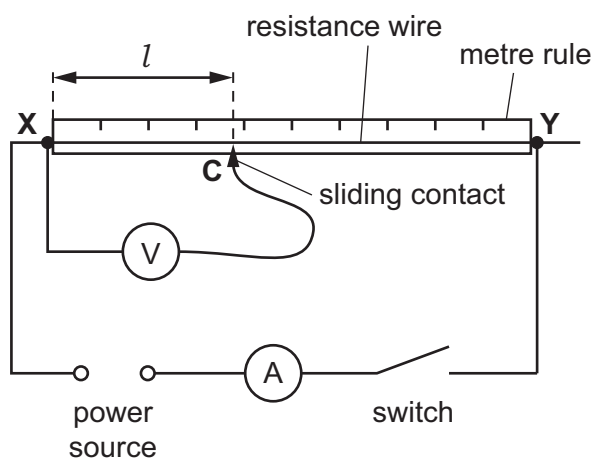 resistance wire
metre rule
l
X
Y
C
sliding contact
V
A
power
source
switch